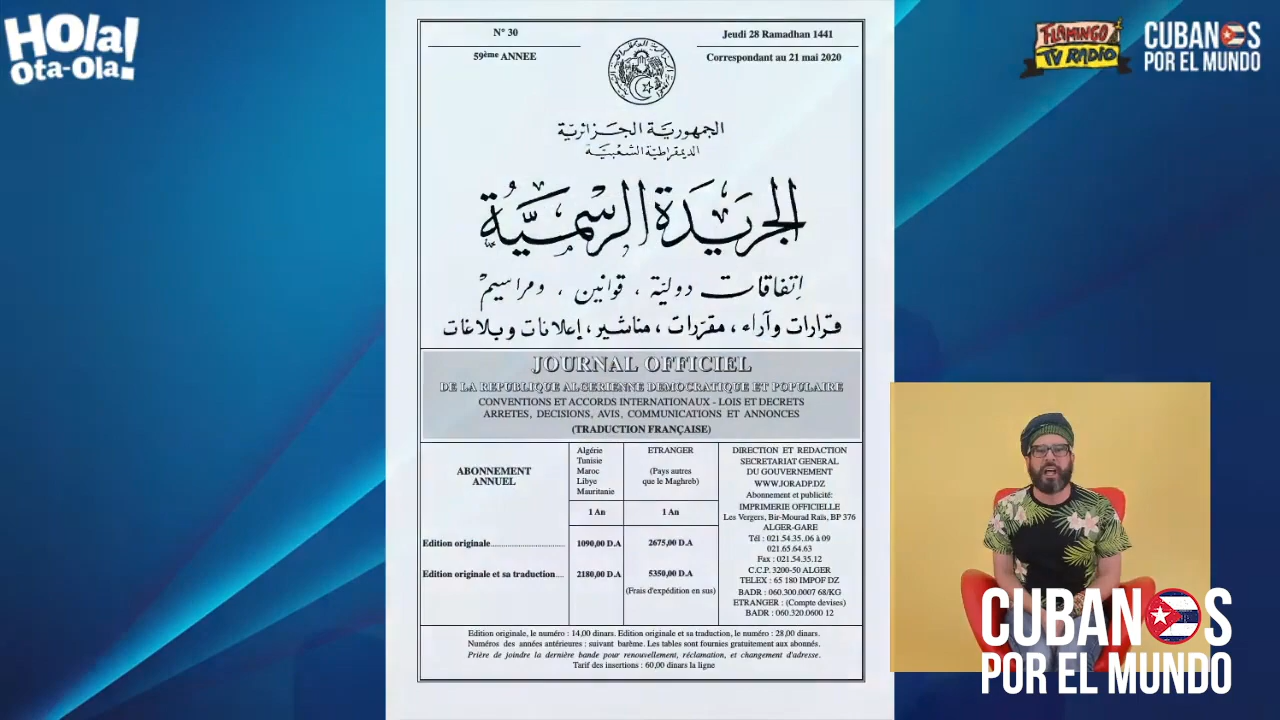 HOla!
Ota-Ola!
FLAMINGO
TV RADIO
CUBANOS
POR EL MUNDO
N° 30
59ème ANNEE
Jeudi 28 Ramadhan 1441
Correspondant au 21 mai 2020
الجمهورية الجزائرية
الديمقراطية الشعبية
الجريدة الرسمية
إتفاقات دولية ، قوانين ، ومراسيم
قرارات وآراء ، مقررات ، مناشير ، إعلانات وبلاغات
JOURNAL OFFICIEL
DE LA REPUBLIQUE ALGERIENNE DEMOCRATIQUE ET POPULAIRE
CONVENTIONS ET ACCORDS INTERNATIONAUX - LOIS ET DECRETS
ARRETES, DECISIONS, AVIS, COMMUNICATIONS ET ANNONCES
(TRADUCTION FRANÇAISE)
ABONNEMENT
ANNUEL
Algérie
Tunisie
Maroc
Libye
Mauritanie
ETRANGER
(Pays autres
que le Maghreb)
1 An
1 An
Edition originale
1090,00 D.A
2675,00 D.A
Edition originale et sa traduction
2180,00 D.A
5350,00 D.A
(Frais d'expédition en sus)
DIRECTION ET REDACTION
SECRETARIAT GENERAL
DU GOUVERNEMENT
WWW.JORADP.DZ
Abonnement et publicité:
IMPRIMERIE OFFICIELLE
Les Vergers, Bir-Mourad Raïs, BP 376
ALGER-GARE
Tél : 021.54.35..06 à 09
021.65.64.63
Fax : 021.54.35.12
C.C.P. 3200-50 ALGER
TELEX : 65 180 IMPOF DZ
BADR : 060.300.0007 68/KG
ETRANGER : (Compte devises)
BADR : 060.320.0600 12
Edition originale, le numéro : 14,00 dinars. Edition originale et sa traduction, le numéro : 28,00 dinars.
Numéros des années antérieures : suivant barème. Les tables sont fournies gratuitement aux abonnés.
Prière de joindre la dernière bande pour renouvellement, réclamation, et changement d'adresse.
Tarif des insertions : 60,00 dinars la ligne
CUBANOS
POR EL MUNDO